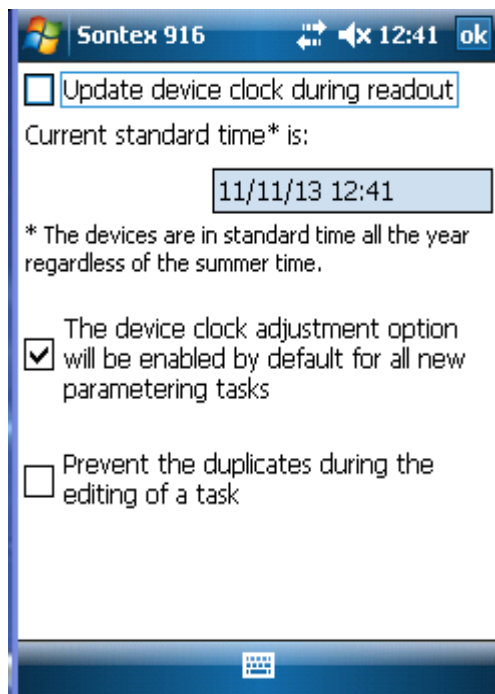 Sontex 916 12:41 ok
Update device clock during readout
Current standard time* is:
11/11/13 12:41
* The devices are in standard time all the year
regardless of the summer time.
The device clock adjustment option
will be enabled by default for all new
parametering tasks
Prevent the duplicates during the
editing of a task